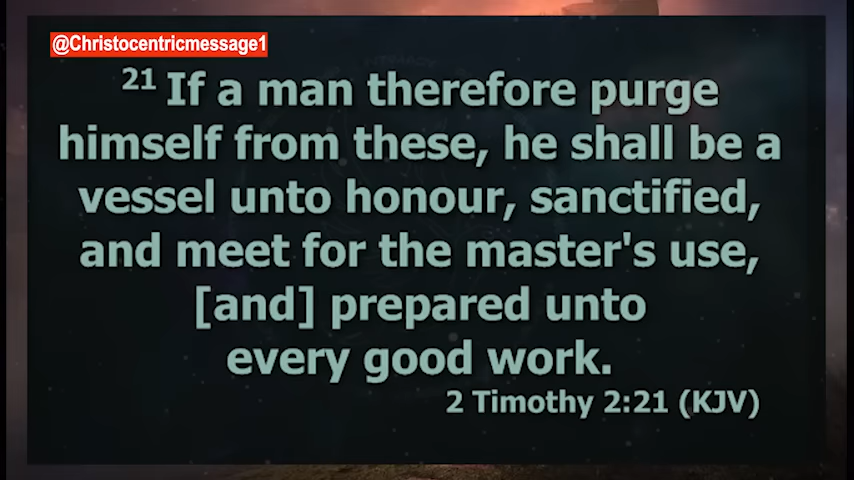 @Christocentricmessage1
21 If a man therefore purge
himself from these, he shall be a
vessel unto honour, sanctified,
and meet for the master's use,
[and] prepared unto
every good work.
2 Timothy 2:21 (KJV)